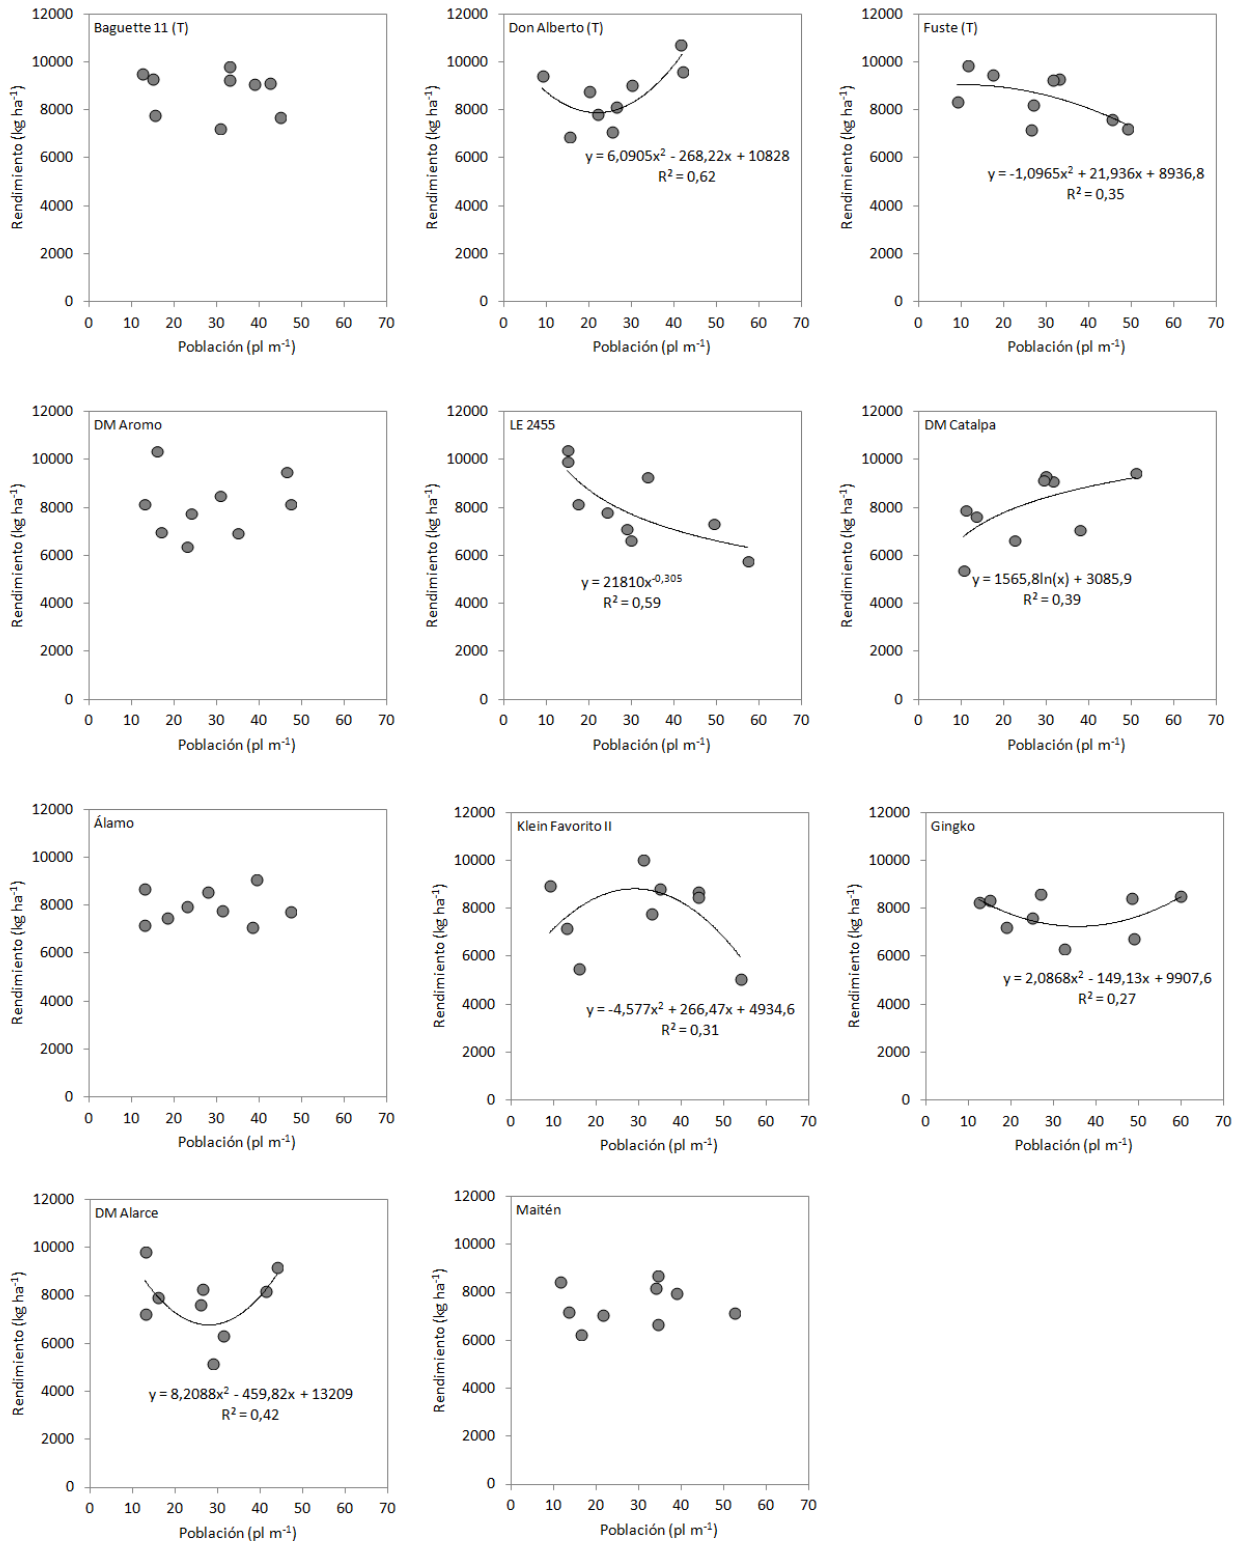 Baguette 11 (T)
12000
10000
8000
6000
4000
2000
0
0 10 20 30 40 50 60 70
Rendimiento (kg ha⁻¹)
Población (pl m⁻¹)
Don Alberto (T)
12000
10000
8000
6000
4000
2000
0
0 10 20 30 40 50 60 70
Rendimiento (kg ha⁻¹)
Población (pl m⁻¹)
y = 6,0905x² - 268,22x + 10828
R² = 0,62
Fuste (T)
12000
10000
8000
6000
4000
2000
0
0 10 20 30 40 50 60 70
Rendimiento (kg ha⁻¹)
Población (pl m⁻¹)
y = -1,0965x² + 21,936x + 8936,8
R² = 0,35
DM Aromo
12000
10000
8000
6000
4000
2000
0
0 10 20 30 40 50 60 70
Rendimiento (kg ha⁻¹)
Población (pl m⁻¹)
LE 2455
12000
10000
8000
6000
4000
2000
0
0 10 20 30 40 50 60 70
Rendimiento (kg ha⁻¹)
Población (pl m⁻¹)
y = 21810x⁻⁰,³⁰⁵
R² = 0,59
DM Catalpa
12000
10000
8000
6000
4000
2000
0
0 10 20 30 40 50 60 70
Rendimiento (kg ha⁻¹)
Población (pl m⁻¹)
y = 1565,8ln(x) + 3085,9
R² = 0,39
Álamo
12000
10000
8000
6000
4000
2000
0
0 10 20 30 40 50 60 70
Rendimiento (kg ha⁻¹)
Población (pl m⁻¹)
Klein Favorito II
12000
10000
8000
6000
4000
2000
0
0 10 20 30 40 50 60 70
Rendimiento (kg ha⁻¹)
Población (pl m⁻¹)
y = -4,577x² + 266,47x + 4934,6
R² = 0,31
Gingko
12000
10000
8000
6000
4000
2000
0
0 10 20 30 40 50 60 70
Rendimiento (kg ha⁻¹)
Población (pl m⁻¹)
y = 2,0868x² - 149,13x + 9907,6
R² = 0,27
DM Alarce
12000
10000
8000
6000
4000
2000
0
0 10 20 30 40 50 60 70
Rendimiento (kg ha⁻¹)
Población (pl m⁻¹)
y = 8,2088x² - 459,82x + 13209
R² = 0,42
Maitén
12000
10000
8000
6000
4000
2000
0
0 10 20 30 40 50 60 70
Rendimiento (kg ha⁻¹)
Población (pl m⁻¹)